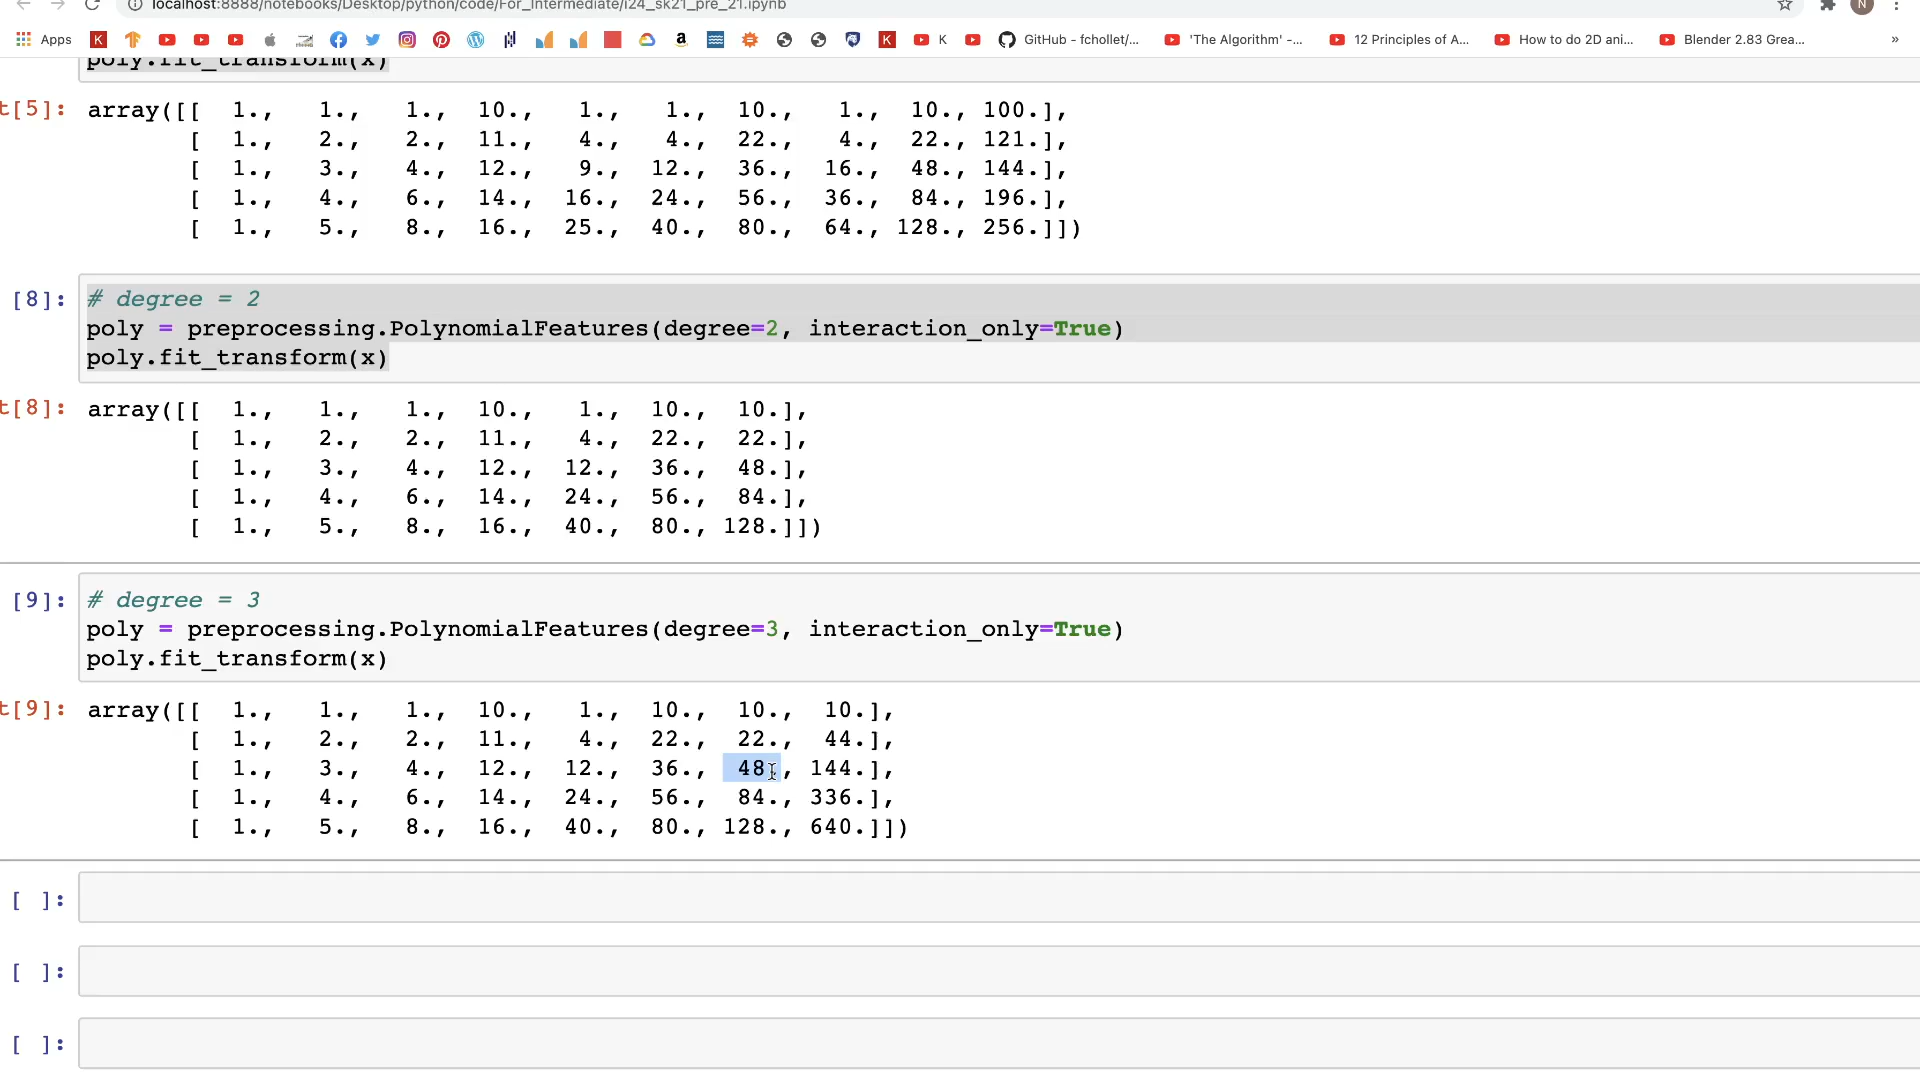 localhost:8888/notebooks/Desktop/python/code/For_Intermediate/i24_sk21_pre_21.ipynb
N
Apps K K K GitHub - fchollet/... 'The Algorithm' -... 12 Principles of A... How to do 2D ani... Blender 2.83 Grea... »
poly.fit_transform(x)
t[5]: array([[ 1., 1., 1., 10., 1., 1., 10., 1., 10., 100.],
[ 1., 2., 2., 11., 4., 4., 22., 4., 22., 121.],
[ 1., 3., 4., 12., 9., 12., 36., 16., 48., 144.],
[ 1., 4., 6., 14., 16., 24., 56., 36., 84., 196.],
[ 1., 5., 8., 16., 25., 40., 80., 64., 128., 256.]])
[8]: # degree = 2
poly = preprocessing.PolynomialFeatures(degree=2, interaction_only=True)
poly.fit_transform(x)
t[8]: array([[ 1., 1., 1., 10., 1., 10., 10.],
[ 1., 2., 2., 11., 4., 22., 22.],
[ 1., 3., 4., 12., 12., 36., 48.],
[ 1., 4., 6., 14., 24., 56., 84.],
[ 1., 5., 8., 16., 40., 80., 128.]])
[9]: # degree = 3
poly = preprocessing.PolynomialFeatures(degree=3, interaction_only=True)
poly.fit_transform(x)
t[9]: array([[ 1., 1., 1., 10., 1., 10., 10., 10.],
[ 1., 2., 2., 11., 4., 22., 22., 44.],
[ 1., 3., 4., 12., 12., 36., 48., 144.],
[ 1., 4., 6., 14., 24., 56., 84., 336.],
[ 1., 5., 8., 16., 40., 80., 128., 640.]])
[ ]:
[ ]:
[ ]: